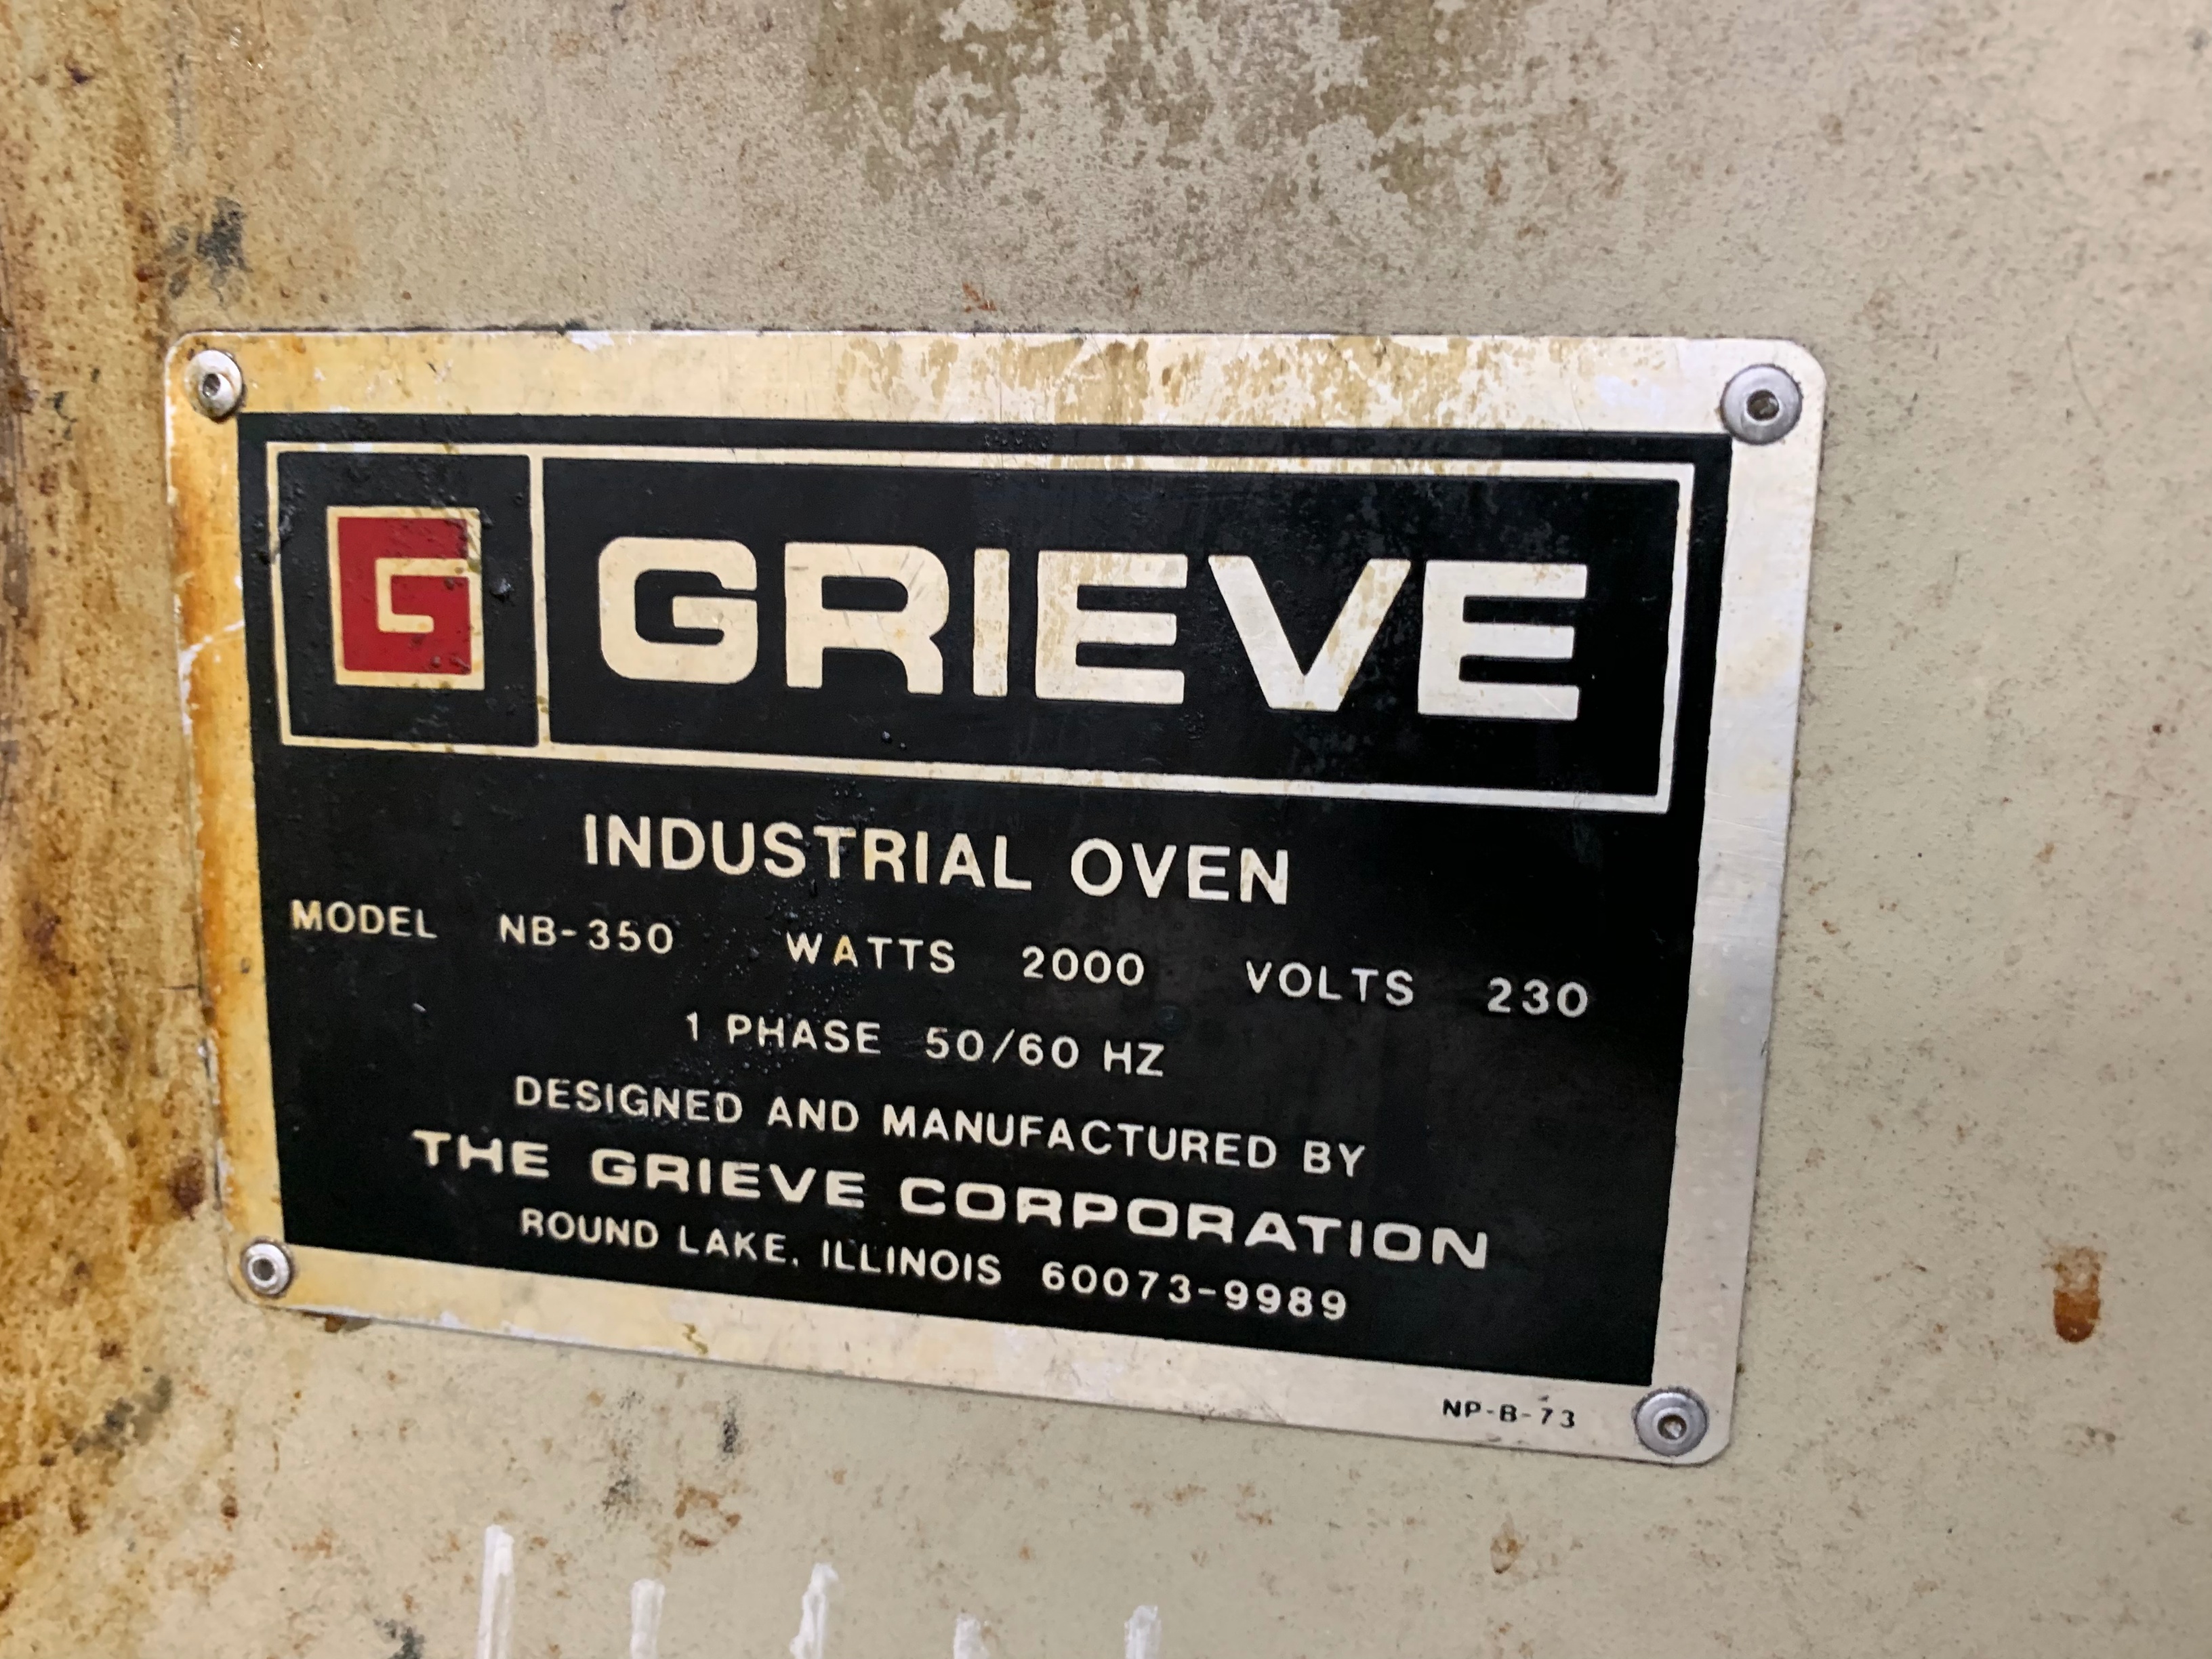 G GRIEVE
INDUSTRIAL OVEN
MODEL NB-350 WATTS 2000 VOLTS 230
1 PHASE 50/60 HZ
DESIGNED AND MANUFACTURED BY
THE GRIEVE CORPORATION
ROUND LAKE, ILLINOIS 60073-9989
NP-B-73